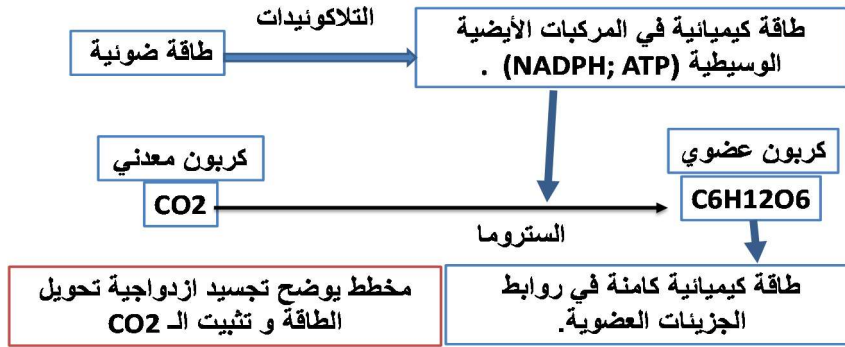 التلاكوئيدات
طاقة ضوئية
طاقة كيميائية في المركبات الأيضية
الوسيطية (NADPH; ATP) .
كربون معدني
CO2
كربون عضوي
C6H12O6
الستروما
مخطط يوضح تجسيد ازدواجية تحويل
الطاقة و تثبيت الـ CO2
طاقة كيميائية كامنة في روابط
الجزيئات العضوية.